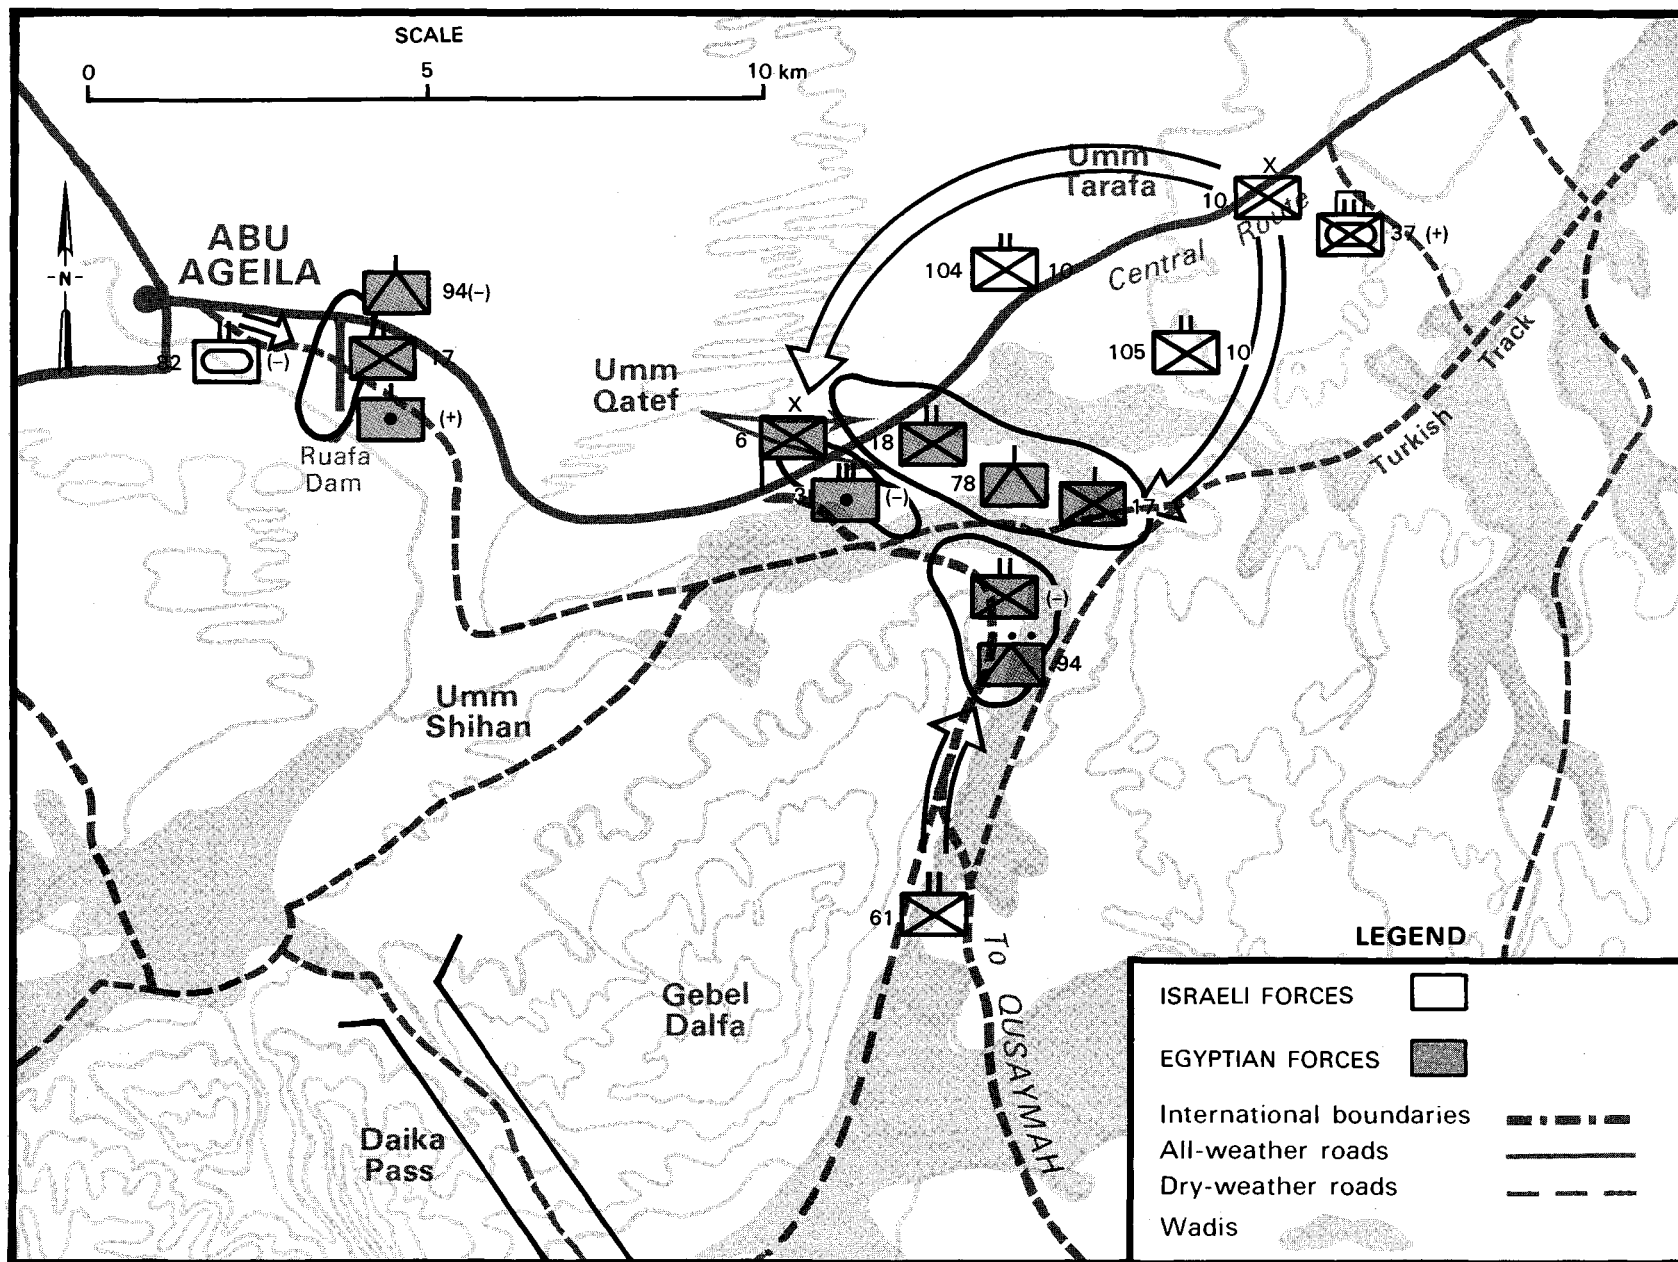 SCALE
0 5 10 km
-N-
ABU
AGEILA
94(-)
82
(-)
7
(+)
Ruafa
Dam
Umm
Tarafa
X
10
37 (+)
Central Route
104 10
105 10
Turkish Track
Umm
Qatef
X
6
18
3
(-)
78
17
(-)
94
Umm
Shihan
61
To QUSAYMAH
Gebel
Dalfa
Daika
Pass
LEGEND
ISRAELI FORCES
EGYPTIAN FORCES
International boundaries
All-weather roads
Dry-weather roads
Wadis